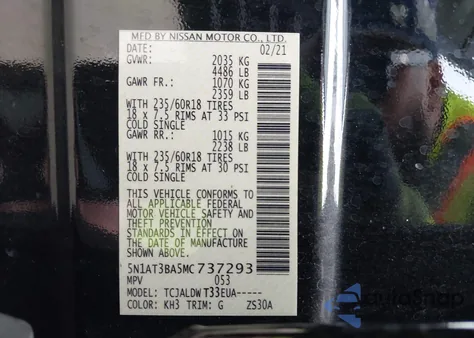 MFD BY NISSAN MOTOR CO., LTD.
DATE: 02/21
GVWR: 2035 KG
4486 LB
GAWR FR.: 1070 KG
2359 LB
WITH 235/60R18 TIRES
18 x 7.5 RIMS AT 33 PSI
COLD SINGLE
GAWR RR.: 1015 KG
2238 LB
WITH 235/60R18 TIRES
18 x 7.5 RIMS AT 30 PSI
COLD SINGLE
THIS VEHICLE CONFORMS TO
ALL APPLICABLE FEDERAL
MOTOR VEHICLE SAFETY AND
THEFT PREVENTION
STANDARDS IN EFFECT ON
THE DATE OF MANUFACTURE
SHOWN ABOVE.
5N1AT3BA5MC737293
MPV 053
MODEL: TCJALDWT33EUA-----
COLOR: KH3 TRIM: G ZS30A
AutoSnap